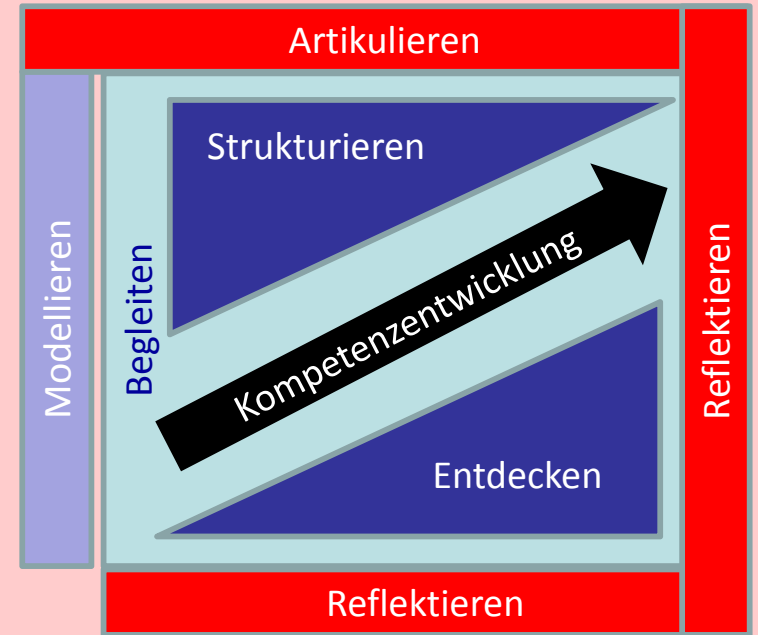 Artikulieren
Strukturieren
Modellieren
Begleiten
Kompetenzentwicklung
Reflektieren
Entdecken
Reflektieren